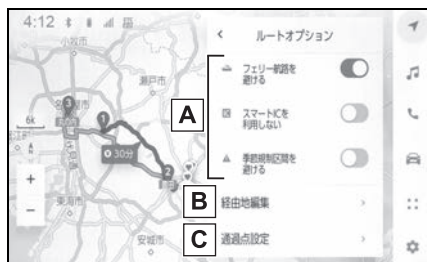 4:12
ルートオプション
フェリー航路を
避ける
スマートICを
利用しない
季節規制区間を
避ける
経由地編集
通過点設定
A
B
C
瀬戸市
6k
30分
1
2
3
東海市
安城市
+
−